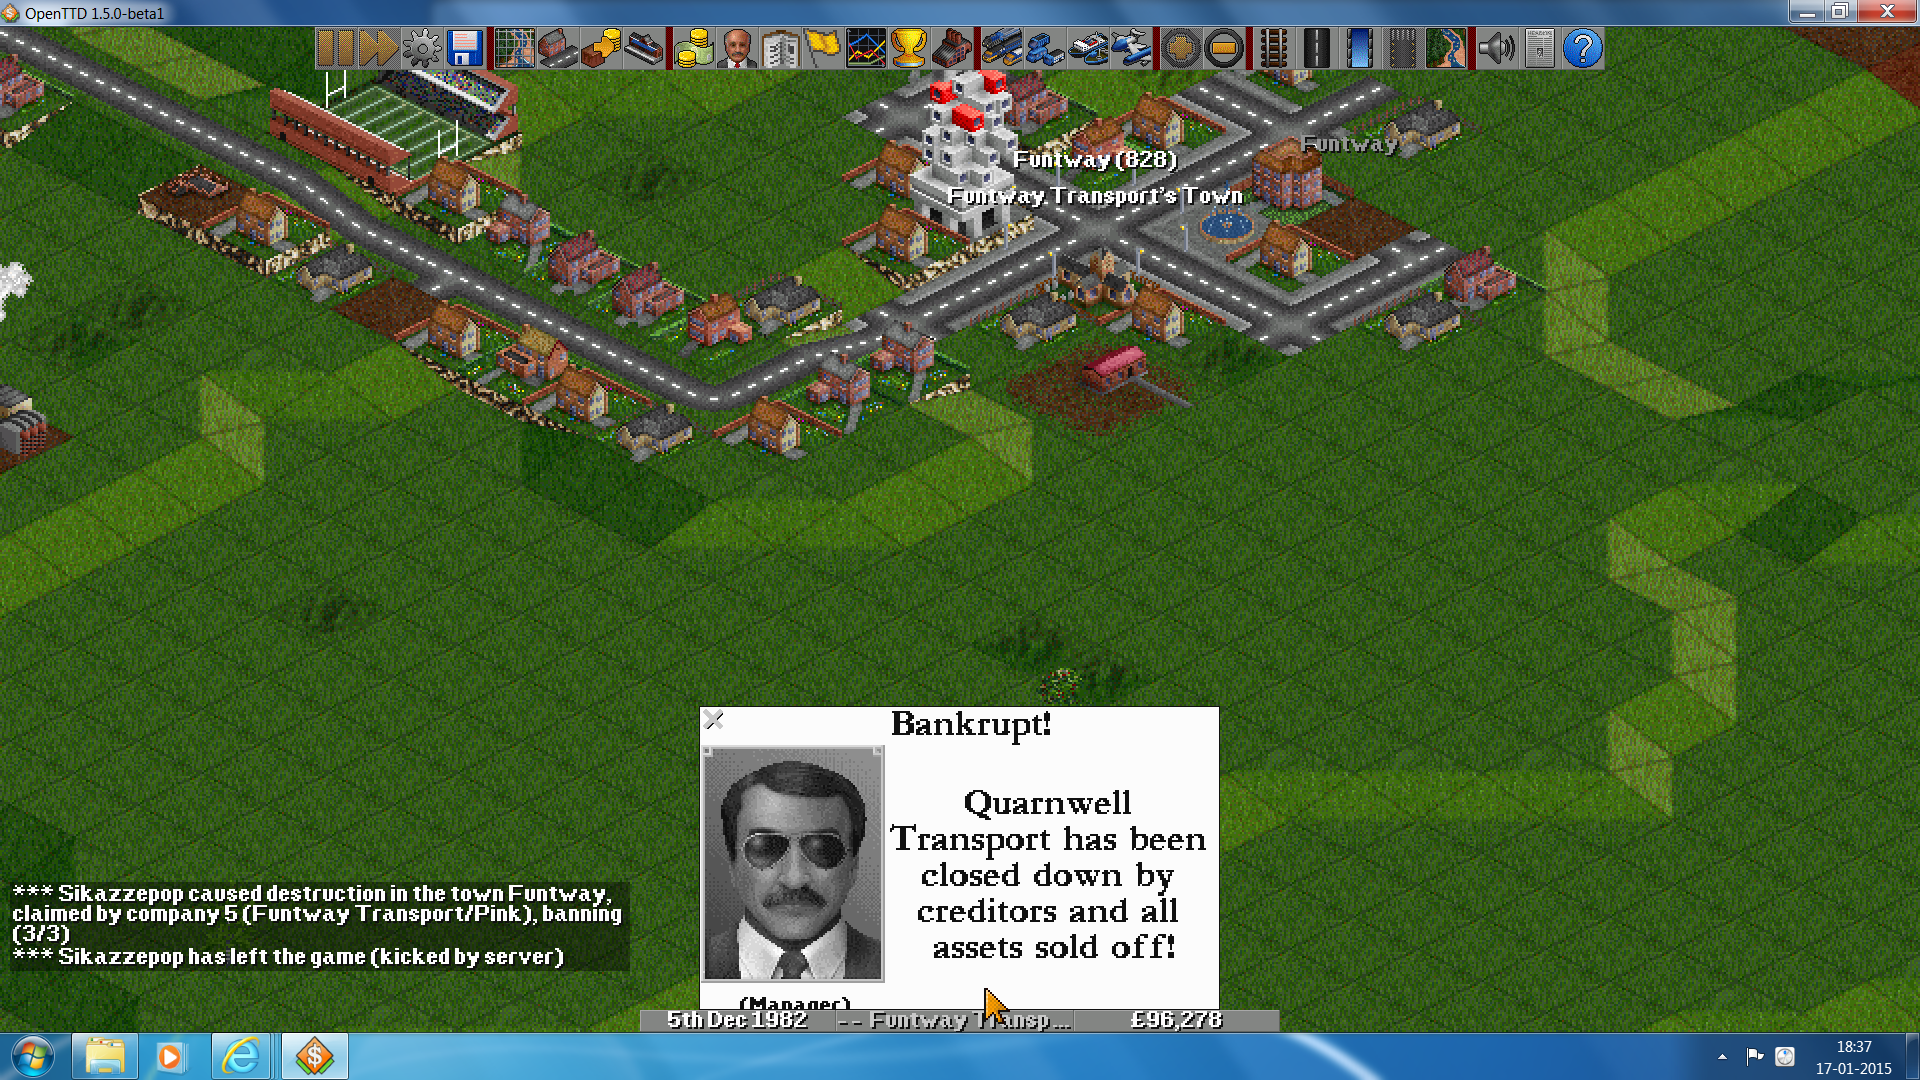 OpenTTD 1.5.0-beta1
Funtway
Funtway (828)
Funtway Transport's Town
Bankrupt!
Quarnwell
Transport has been
closed down by
creditors and all
assets sold off!
(Manager)
*** Sikazzepop caused destruction in the town Funtway,
claimed by company 5 (Funtway Transport/Pink), banning
(3/3)
*** Sikazzepop has left the game (kicked by server)
5th Dec 1982
-- Funtway Transp...
£96,278
18:37
17-01-2015